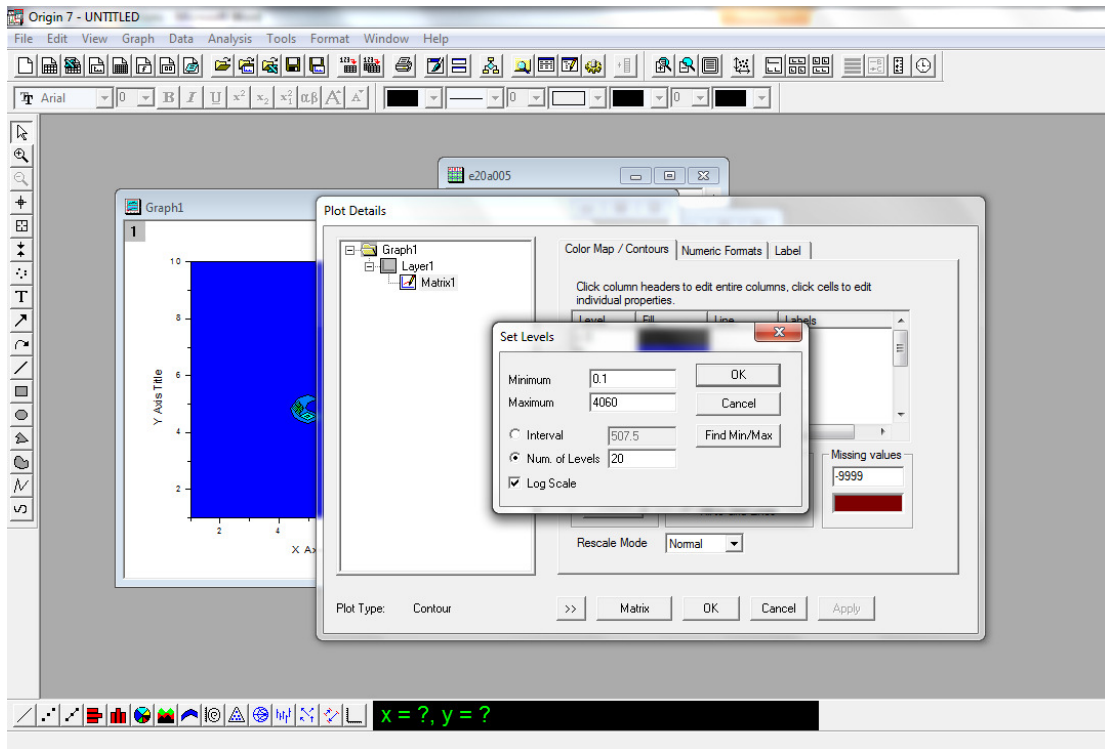 Origin 7 - UNTITLED
File Edit View Graph Data Analysis Tools Format Window Help
Arial 0 B I U x² x₂ x²₁ αβ A A 0 0
e20a005
Graph1
1
10
8
6
4
2
2 4
Y Axis Title
X Ax
Plot Details
Graph1
Layer1
Matrix1
Color Map / Contours Numeric Formats Label
Click column headers to edit entire columns, click cells to edit
individual properties.
Level Fill Line Labels
Set Levels
Minimum 0.1 OK
Maximum 4060 Cancel
Interval 507.5 Find Min/Max
Num. of Levels 20
Log Scale
Missing values
-9999
Rescale Mode Normal
Plot Type: Contour >> Matrix OK Cancel Apply
x = ?, y = ?